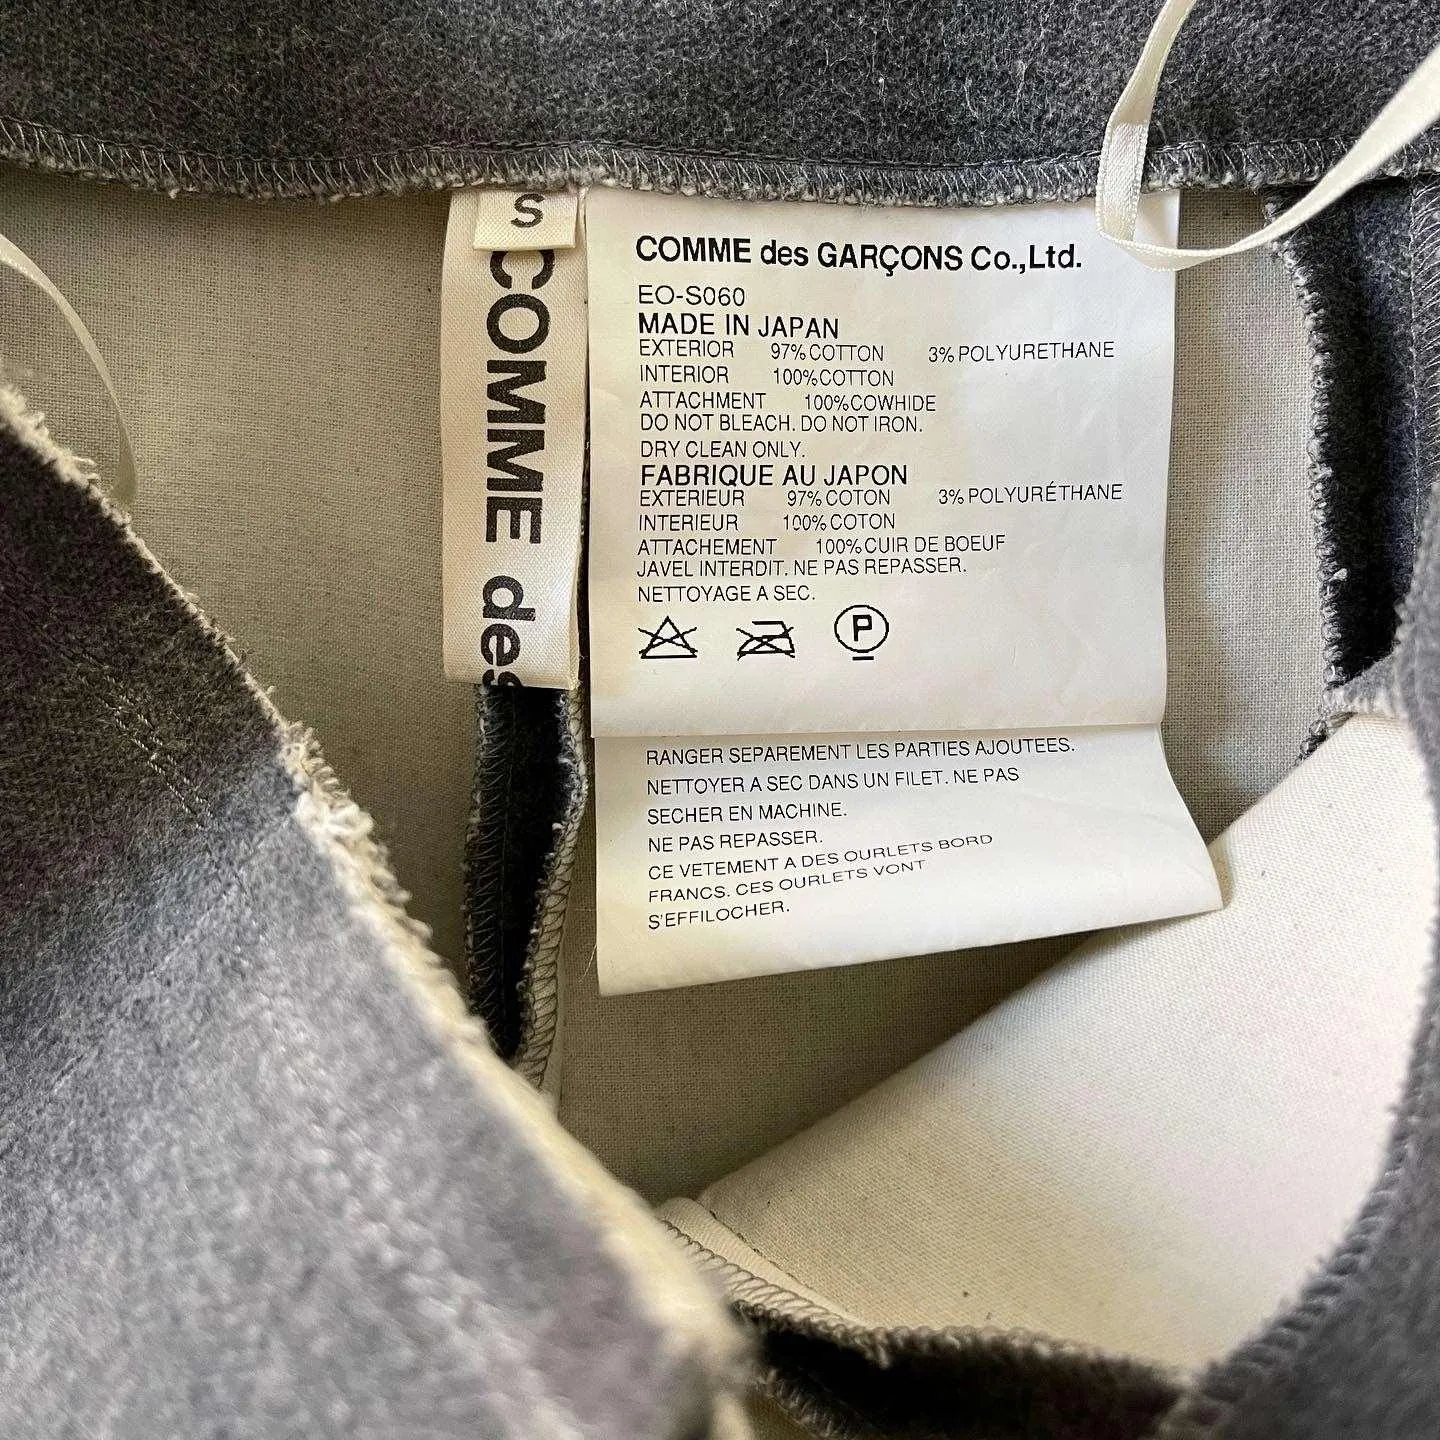 S
COMME des
COMME des GARÇONS Co.,Ltd.
EO-S060
MADE IN JAPAN
EXTERIOR 97%COTTON 3%POLYURETHANE
INTERIOR 100%COTTON
ATTACHMENT 100%COWHIDE
DO NOT BLEACH. DO NOT IRON.
DRY CLEAN ONLY.
FABRIQUE AU JAPON
EXTERIEUR 97%COTON 3%POLYURÉTHANE
INTERIEUR 100%COTON
ATTACHEMENT 100%CUIR DE BOEUF
JAVEL INTERDIT. NE PAS REPASSER.
NETTOYAGE A SEC.
P
RANGER SEPAREMENT LES PARTIES AJOUTEES.
NETTOYER A SEC DANS UN FILET. NE PAS
SECHER EN MACHINE.
NE PAS REPASSER.
CE VETEMENT A DES OURLETS BORD
FRANCS. CES OURLETS VONT
S'EFFILOCHER.